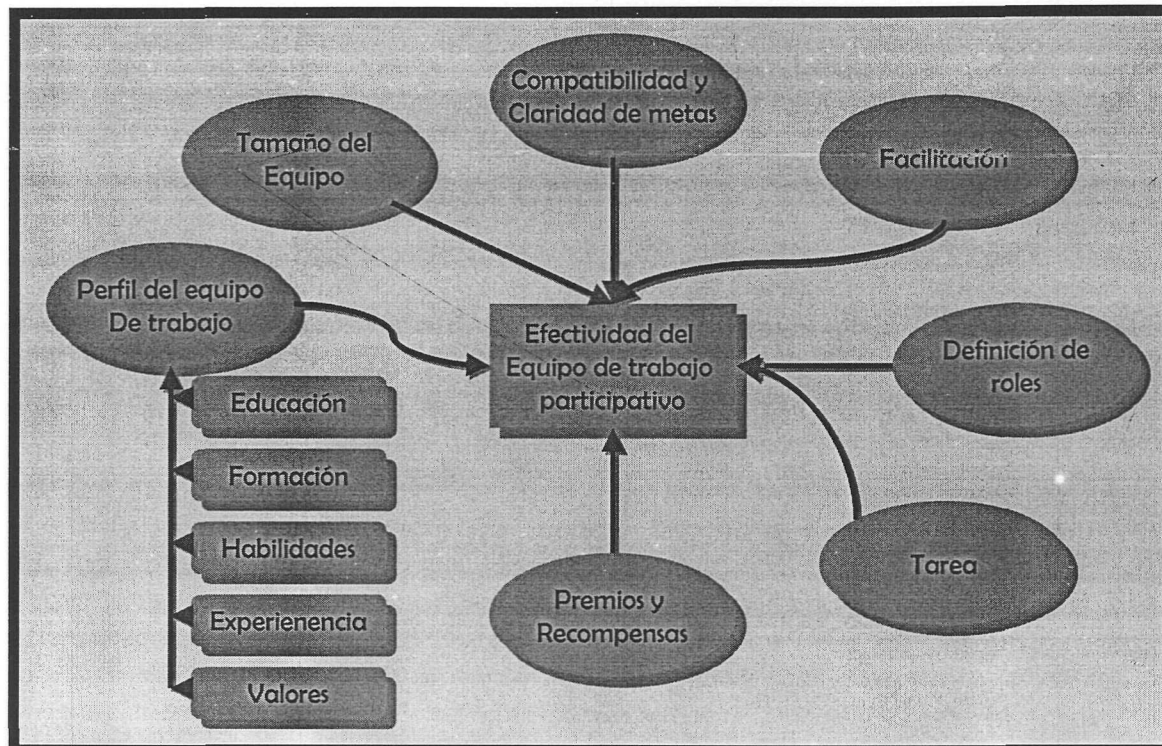 Compatibilidad y
Claridad de metas
Tamaño del
Equipo
Facilitación
Perfil del equipo
De trabajo
Efectividad del
Equipo de trabajo
participativo
Definición de
roles
Educación
Formación
Habilidades
Experienencia
Valores
Premios y
Recompensas
Tarea